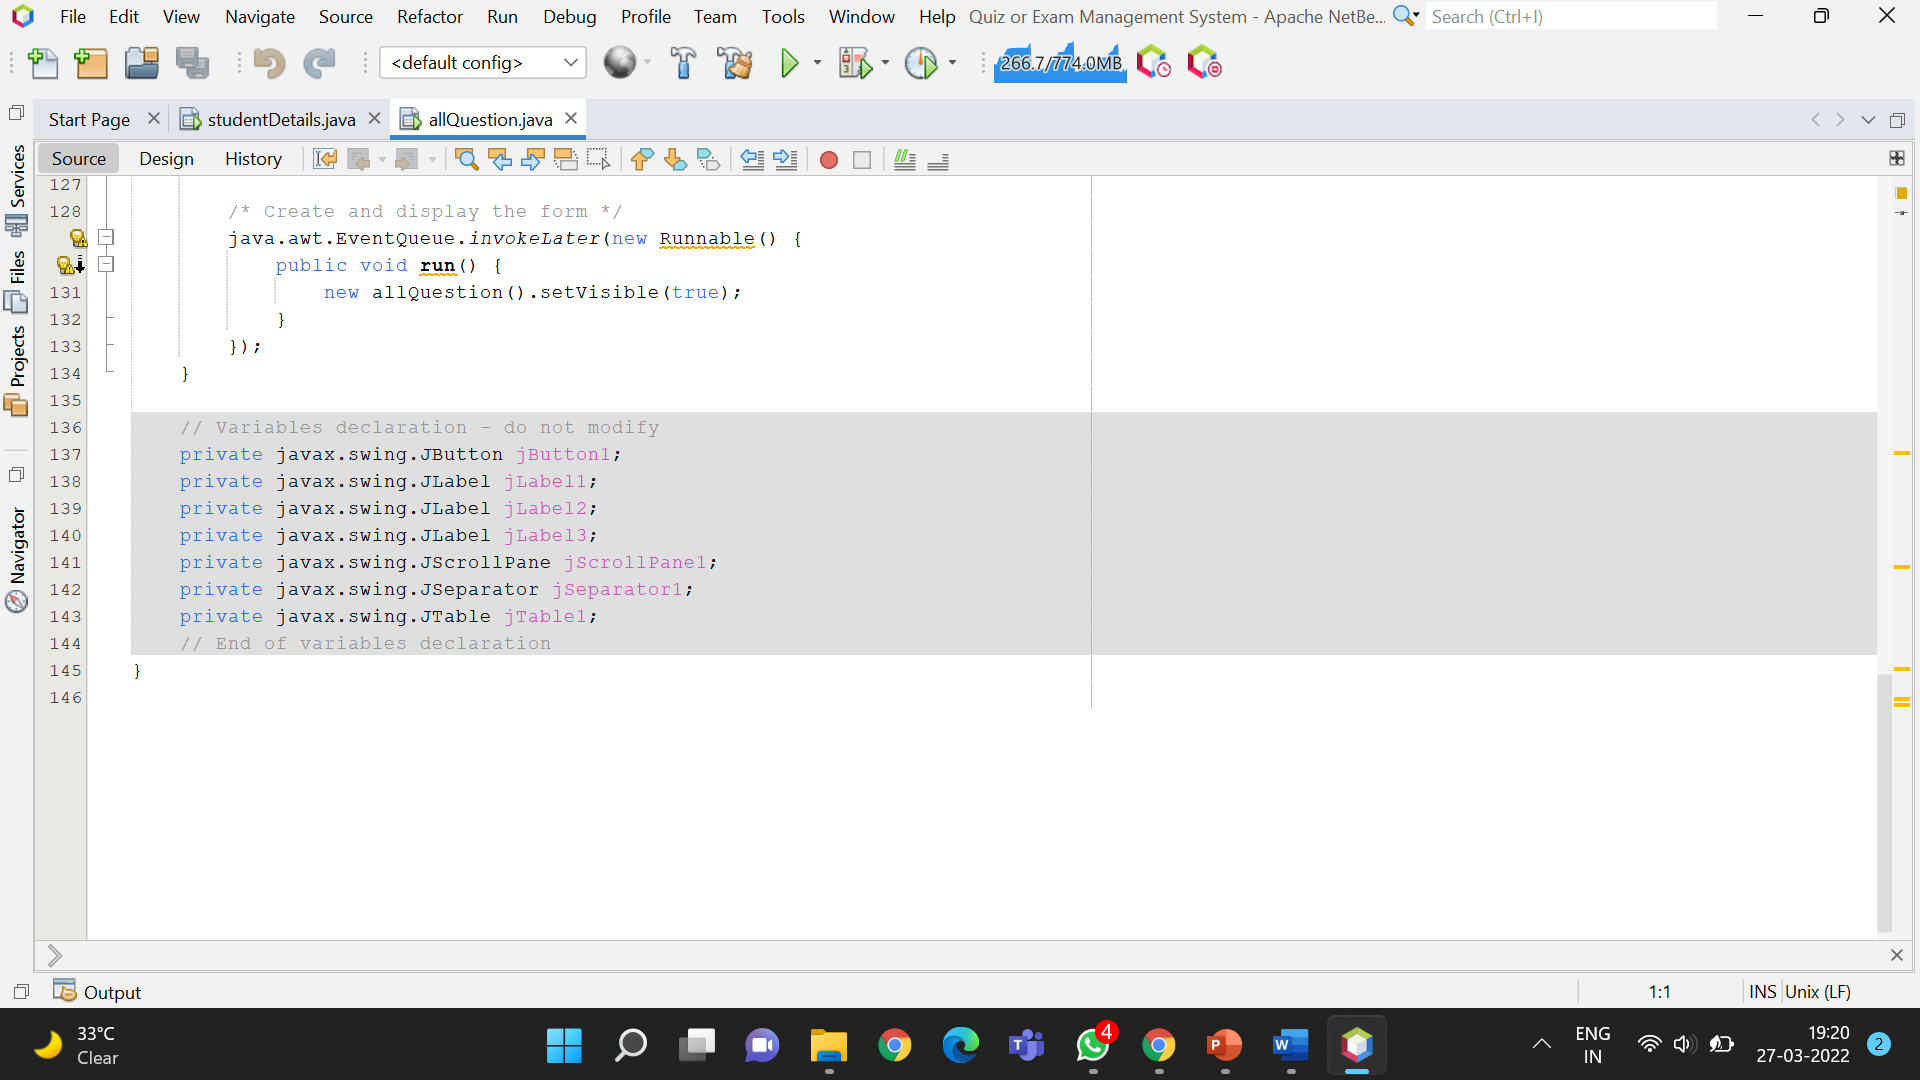 File Edit View Navigate Source Refactor Run Debug Profile Team Tools Window Help Quiz or Exam Management System - Apache NetBe... Search (Ctrl+I)
<default config> 266.7/774.0MB
Start Page studentDetails.java allQuestion.java
Source Design History
Services
Files
Projects
Navigator
127
128 /* Create and display the form */
java.awt.EventQueue.invokeLater(new Runnable() {
public void run() {
131 new allQuestion().setVisible(true);
132 }
133 });
134 }
135
136 // Variables declaration - do not modify
137 private javax.swing.JButton jButton1;
138 private javax.swing.JLabel jLabel1;
139 private javax.swing.JLabel jLabel2;
140 private javax.swing.JLabel jLabel3;
141 private javax.swing.JScrollPane jScrollPane1;
142 private javax.swing.JSeparator jSeparator1;
143 private javax.swing.JTable jTable1;
144 // End of variables declaration
145 }
146
Output 1:1 INS Unix (LF)
33°C
Clear
4
ENG
IN
19:20
27-03-2022
2